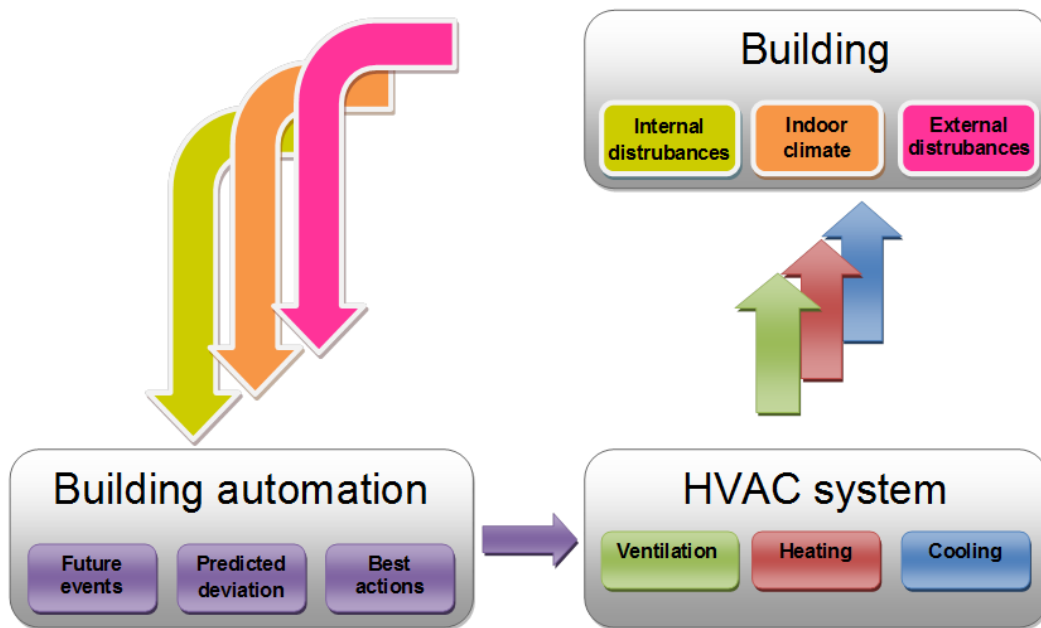 Building
Internal
distrubances
Indoor
climate
External
distrubances
Building automation
Future
events
Predicted
deviation
Best
actions
HVAC system
Ventilation
Heating
Cooling